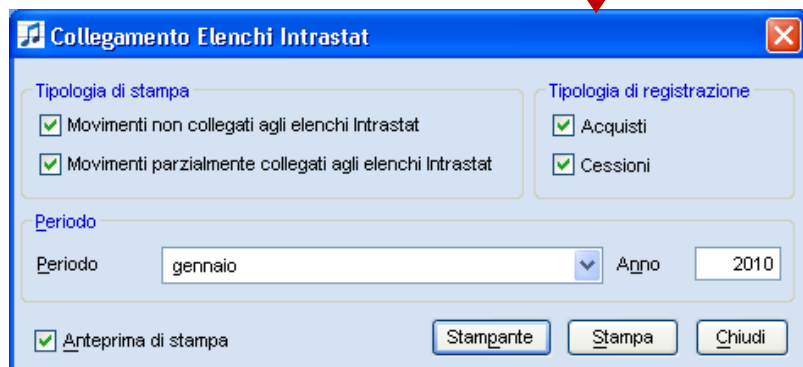 Collegamento Elenchi Intrastat
Tipologia di stampa
Movimenti non collegati agli elenchi Intrastat
Movimenti parzialmente collegati agli elenchi Intrastat
Tipologia di registrazione
Acquisti
Cessioni
Periodo
Periodo gennaio Anno 2010
Anteprima di stampa Stampante Stampa Chiudi